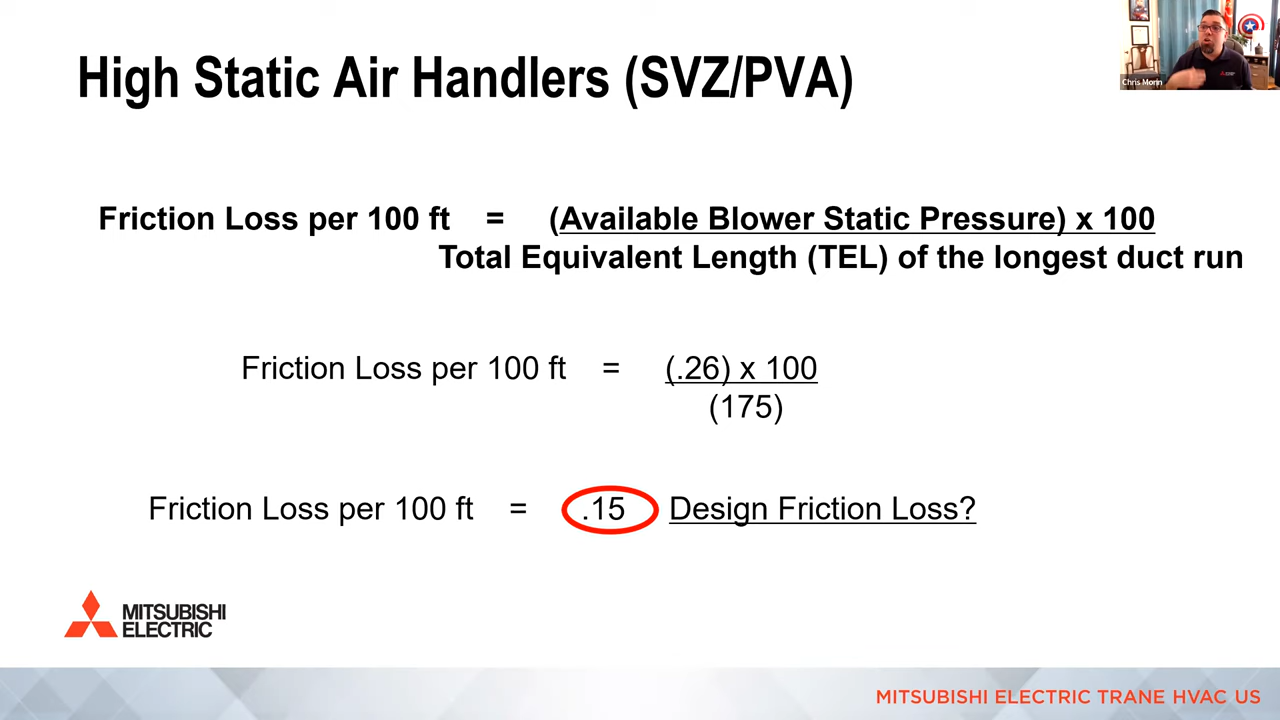 High Static Air Handlers (SVZ/PVA)
Chris Morin
Friction Loss per 100 ft = (Available Blower Static Pressure) x 100
Total Equivalent Length (TEL) of the longest duct run
Friction Loss per 100 ft = (.26) x 100
(175)
Friction Loss per 100 ft = .15 Design Friction Loss?
MITSUBISHI
ELECTRIC
MITSUBISHI ELECTRIC TRANE HVAC US